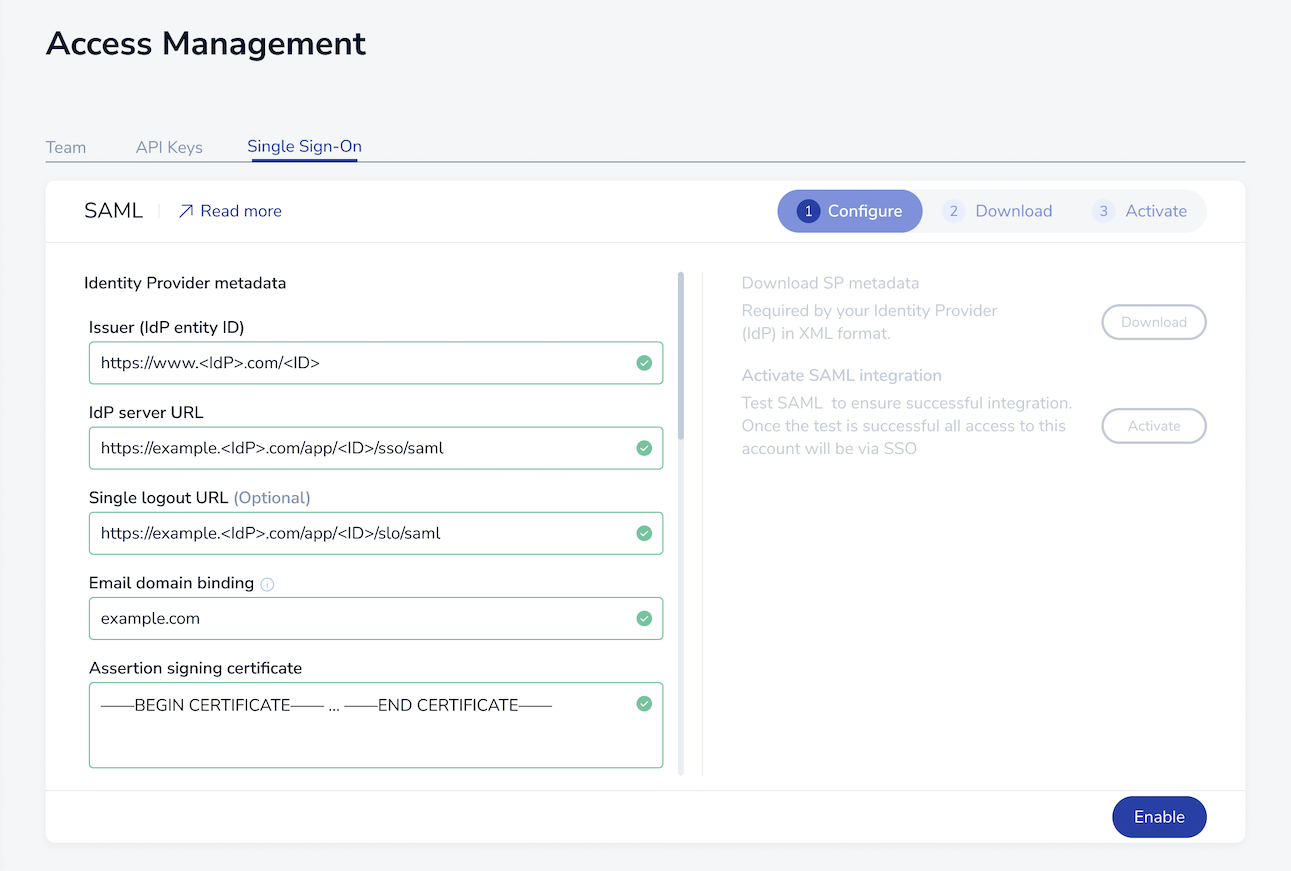 Access Management
Team
API Keys
Single Sign-On
SAML
Read more
1 Configure
2 Download
3 Activate
Identity Provider metadata
Issuer (IdP entity ID)
https://www.<IdP>.com/<ID>
IdP server URL
https://example.<IdP>.com/app/<ID>/sso/saml
Single logout URL (Optional)
https://example.<IdP>.com/app/<ID>/slo/saml
Email domain binding
example.com
Assertion signing certificate
——BEGIN CERTIFICATE—— ... ——END CERTIFICATE——
Download SP metadata
Required by your Identity Provider
(IdP) in XML format.
Download
Activate SAML integration
Test SAML  to ensure successful integration.
Once the test is successful all access to this
account will be via SSO
Activate
Enable